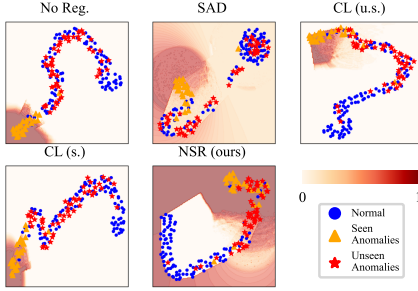 No Reg.
SAD
CL (u.s.)
CL (s.)
NSR (ours)
0
Normal
Seen
Anomalies
Unseen
Anomalies